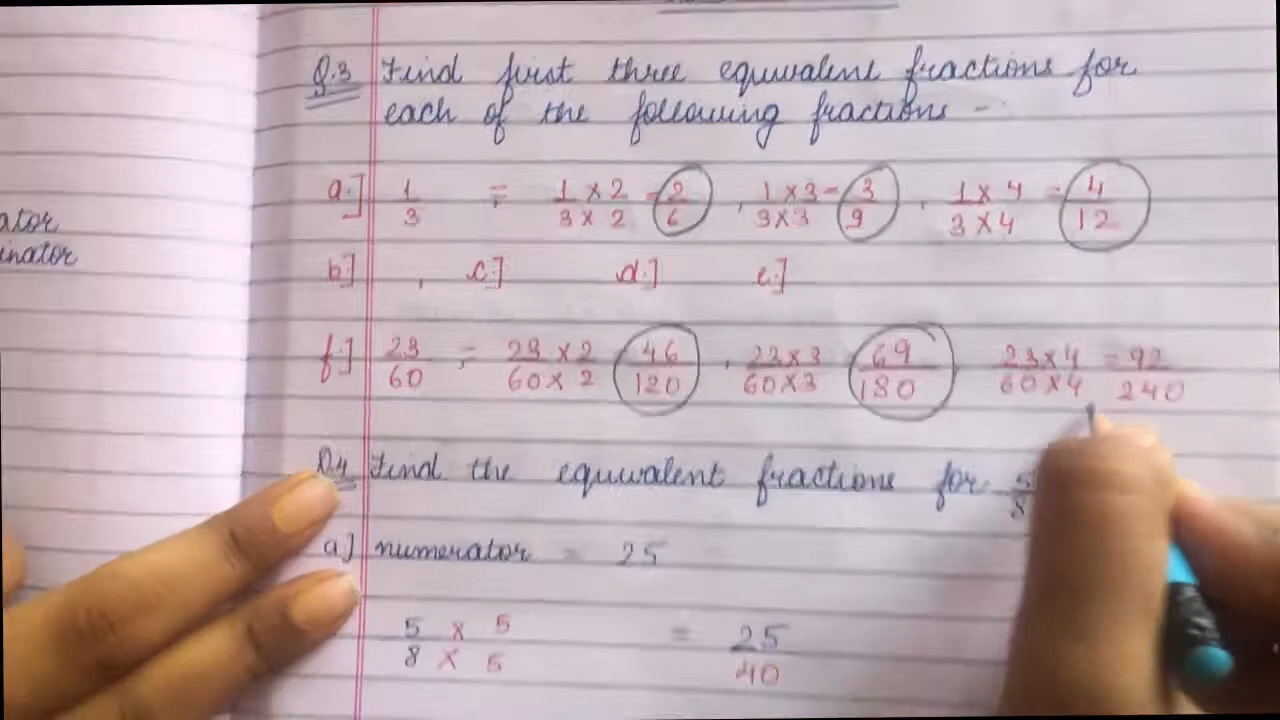 ator
inator
Q.3 Find first three equivalent fractions for
each of the following fractions -
a.] 1/3 = 1 × 2 / 3 × 2 = 2/6 , 1 × 3 / 3 × 3 = 3/9 , 1 × 4 / 3 × 4 = 4/12
b.] , c.] d.] e.]
f.] 23/60 = 23 × 2 / 60 × 2 46/120 , 23 × 3 / 60 × 3 69/180 23 × 4 / 60 × 4 = 92/240
Q.4 Find the equivalent fractions for 5/8
a.] numerator = 25
5 × 5 / 8 × 5 = 25/40